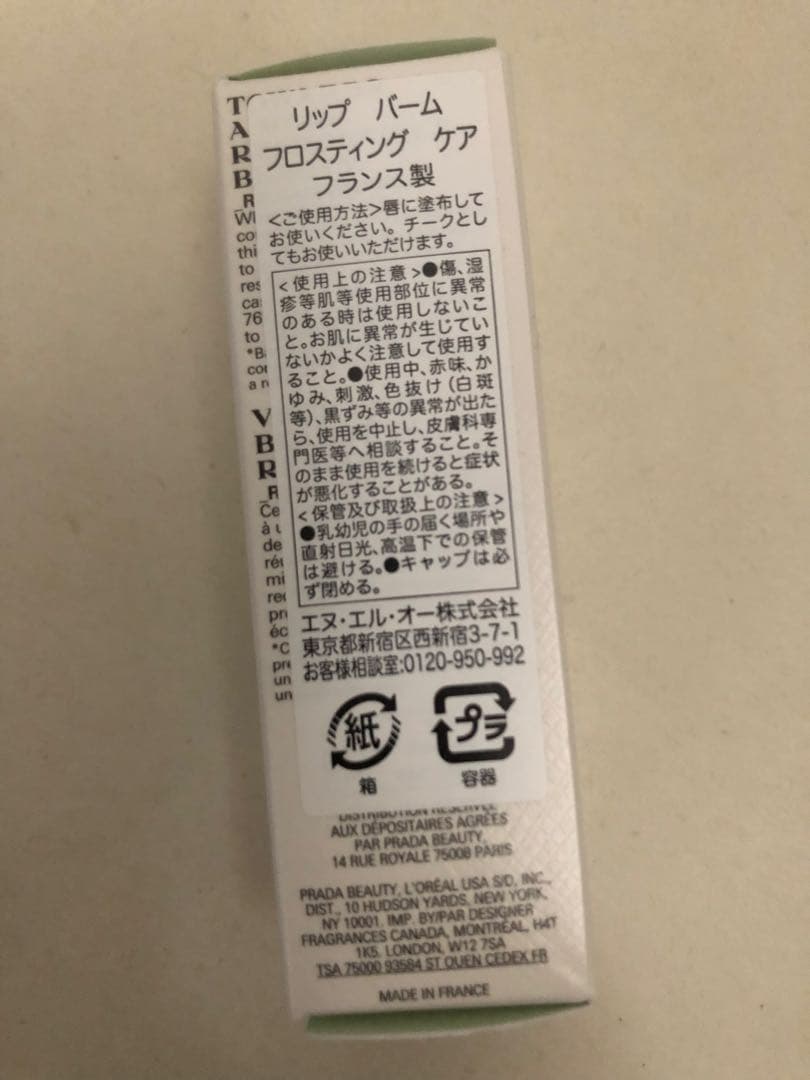 T
A
R
B
_R
リップ バーム
フロスティング ケア
フランス製
<ご使用方法>唇に塗布して
お使いください。チークとし
てもお使いいただけます。
<使用上の注意>●傷、湿
疹等肌等使用部位に異常
のある時は使用しないこ
と。お肌に異常が生じてい
ないかよく注意して使用す
ること。●使用中、赤味、か
ゆみ、刺激、色抜け(白斑
等)、黒ずみ等の異常が出た
ら、使用を中止し、皮膚科専
門医等へ相談すること。そ
のまま使用を続けると症状
が悪化することがある。
<保管及び取扱上の注意>
●乳幼児の手の届く場所や
直射日光、高温下での保管
は避ける。●キャップは必
ず閉める。
エヌ・エル・オー株式会社
東京都新宿区西新宿3-7-1
お客様相談室:0120-950-992
紙
箱
プラ
容器
V
B
R
DISTRIBUTION RÉSERVÉE
AUX DÉPOSITAIRES AGRÉÉS
PAR PRADA BEAUTY,
14 RUE ROYALE 75008 PARIS
PRADA BEAUTY, L'ORÉAL USA S/D, INC.,
DIST., 10 HUDSON YARDS, NEW YORK,
NY 10001. IMP. BY/PAR DESIGNER
FRAGRANCES CANADA, MONTRÉAL, H4T
1K5. LONDON, W12 7SA
TSA 75000 93584 ST OUEN CEDEX FR
MADE IN FRANCE